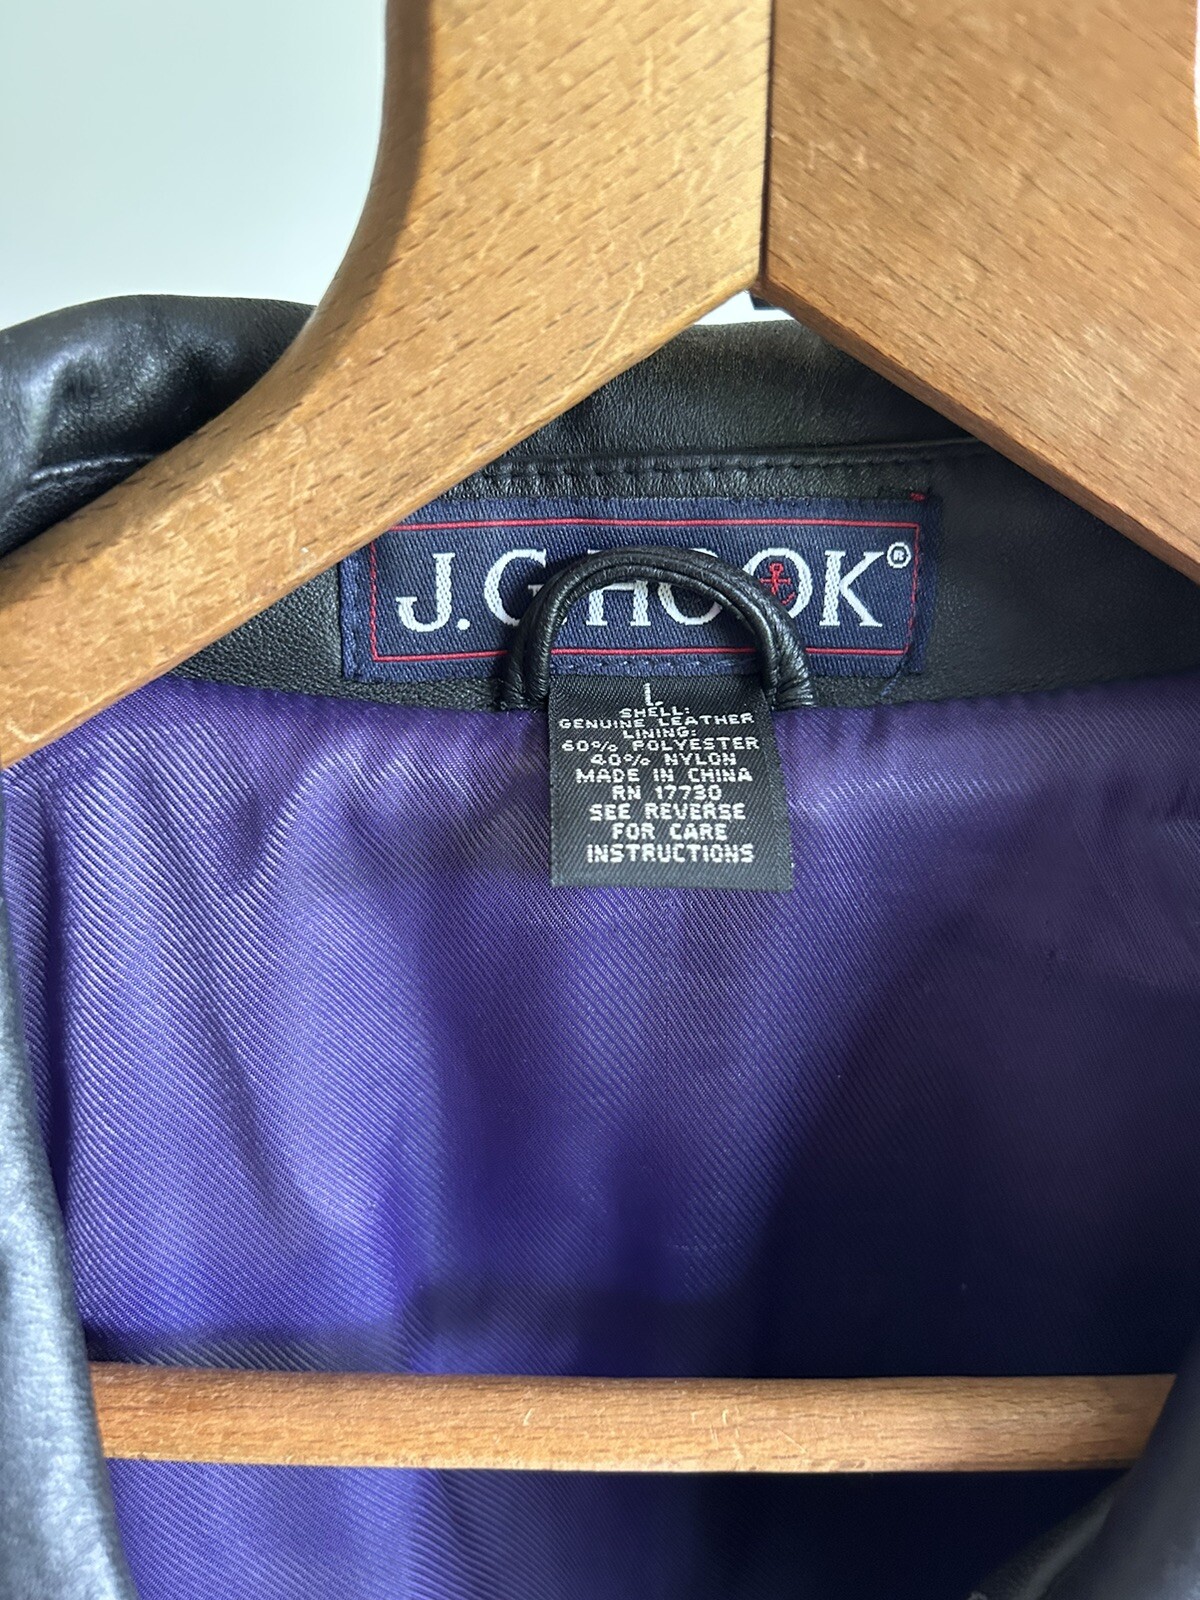 J.G.HOOK®
L
SHELL:
GENUINE LEATHER
LINING:
60% POLYESTER
40% NYLON
MADE IN CHINA
RN 17730
SEE REVERSE
FOR CARE
INSTRUCTIONS